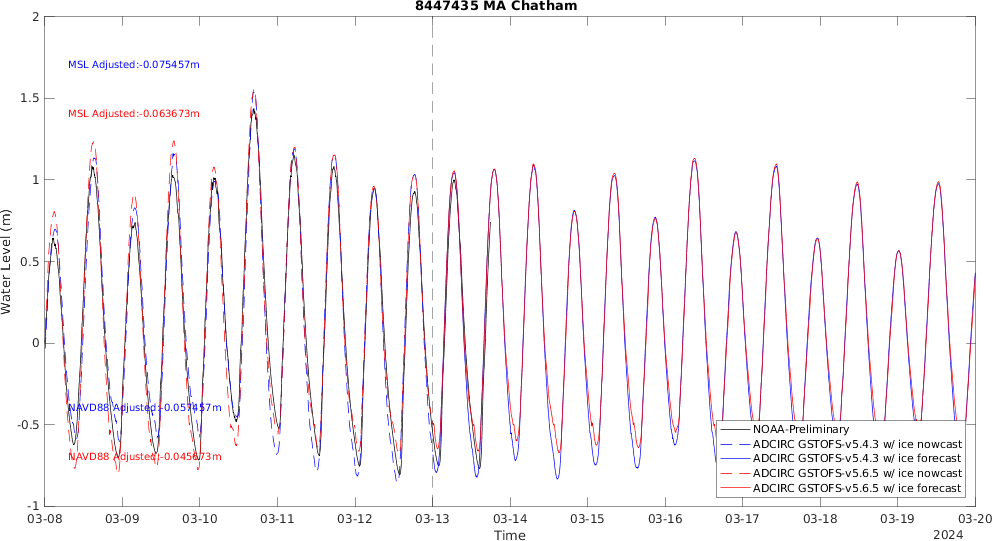 8447435 MA Chatham
2
1.5
1
0.5
0
-0.5
-1
Water Level (m)
MSL Adjusted:-0.075457m
MSL Adjusted:-0.063673m
NAVD88 Adjusted:-0.057457m
NAVD88 Adjusted:-0.045673m
NOAA-Preliminary
ADCIRC GSTOFS-v5.4.3 w/ ice nowcast
ADCIRC GSTOFS-v5.4.3 w/ ice forecast
ADCIRC GSTOFS-v5.6.5 w/ ice nowcast
ADCIRC GSTOFS-v5.6.5 w/ ice forecast
03-08 03-09 03-10 03-11 03-12 03-13 03-14 03-15 03-16 03-17 03-18 03-19 03-20
Time
2024